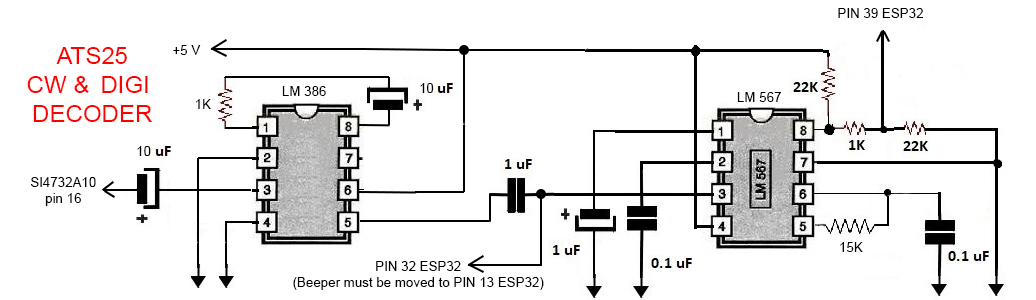 PIN 39 ESP32
+5 V
ATS25
CW & DIGI
DECODER
1K
10 uF
+
LM 386
1
8
2
7
3
6
4
5
10 uF
+
SI4732A10
pin 16
1 uF
PIN 32 ESP32
(Beeper must be moved to PIN 13 ESP32)
+
1 uF
0.1 uF
22K
LM 567
LM 567
1
8
2
7
3
6
4
5
1K
22K
15K
0.1 uF